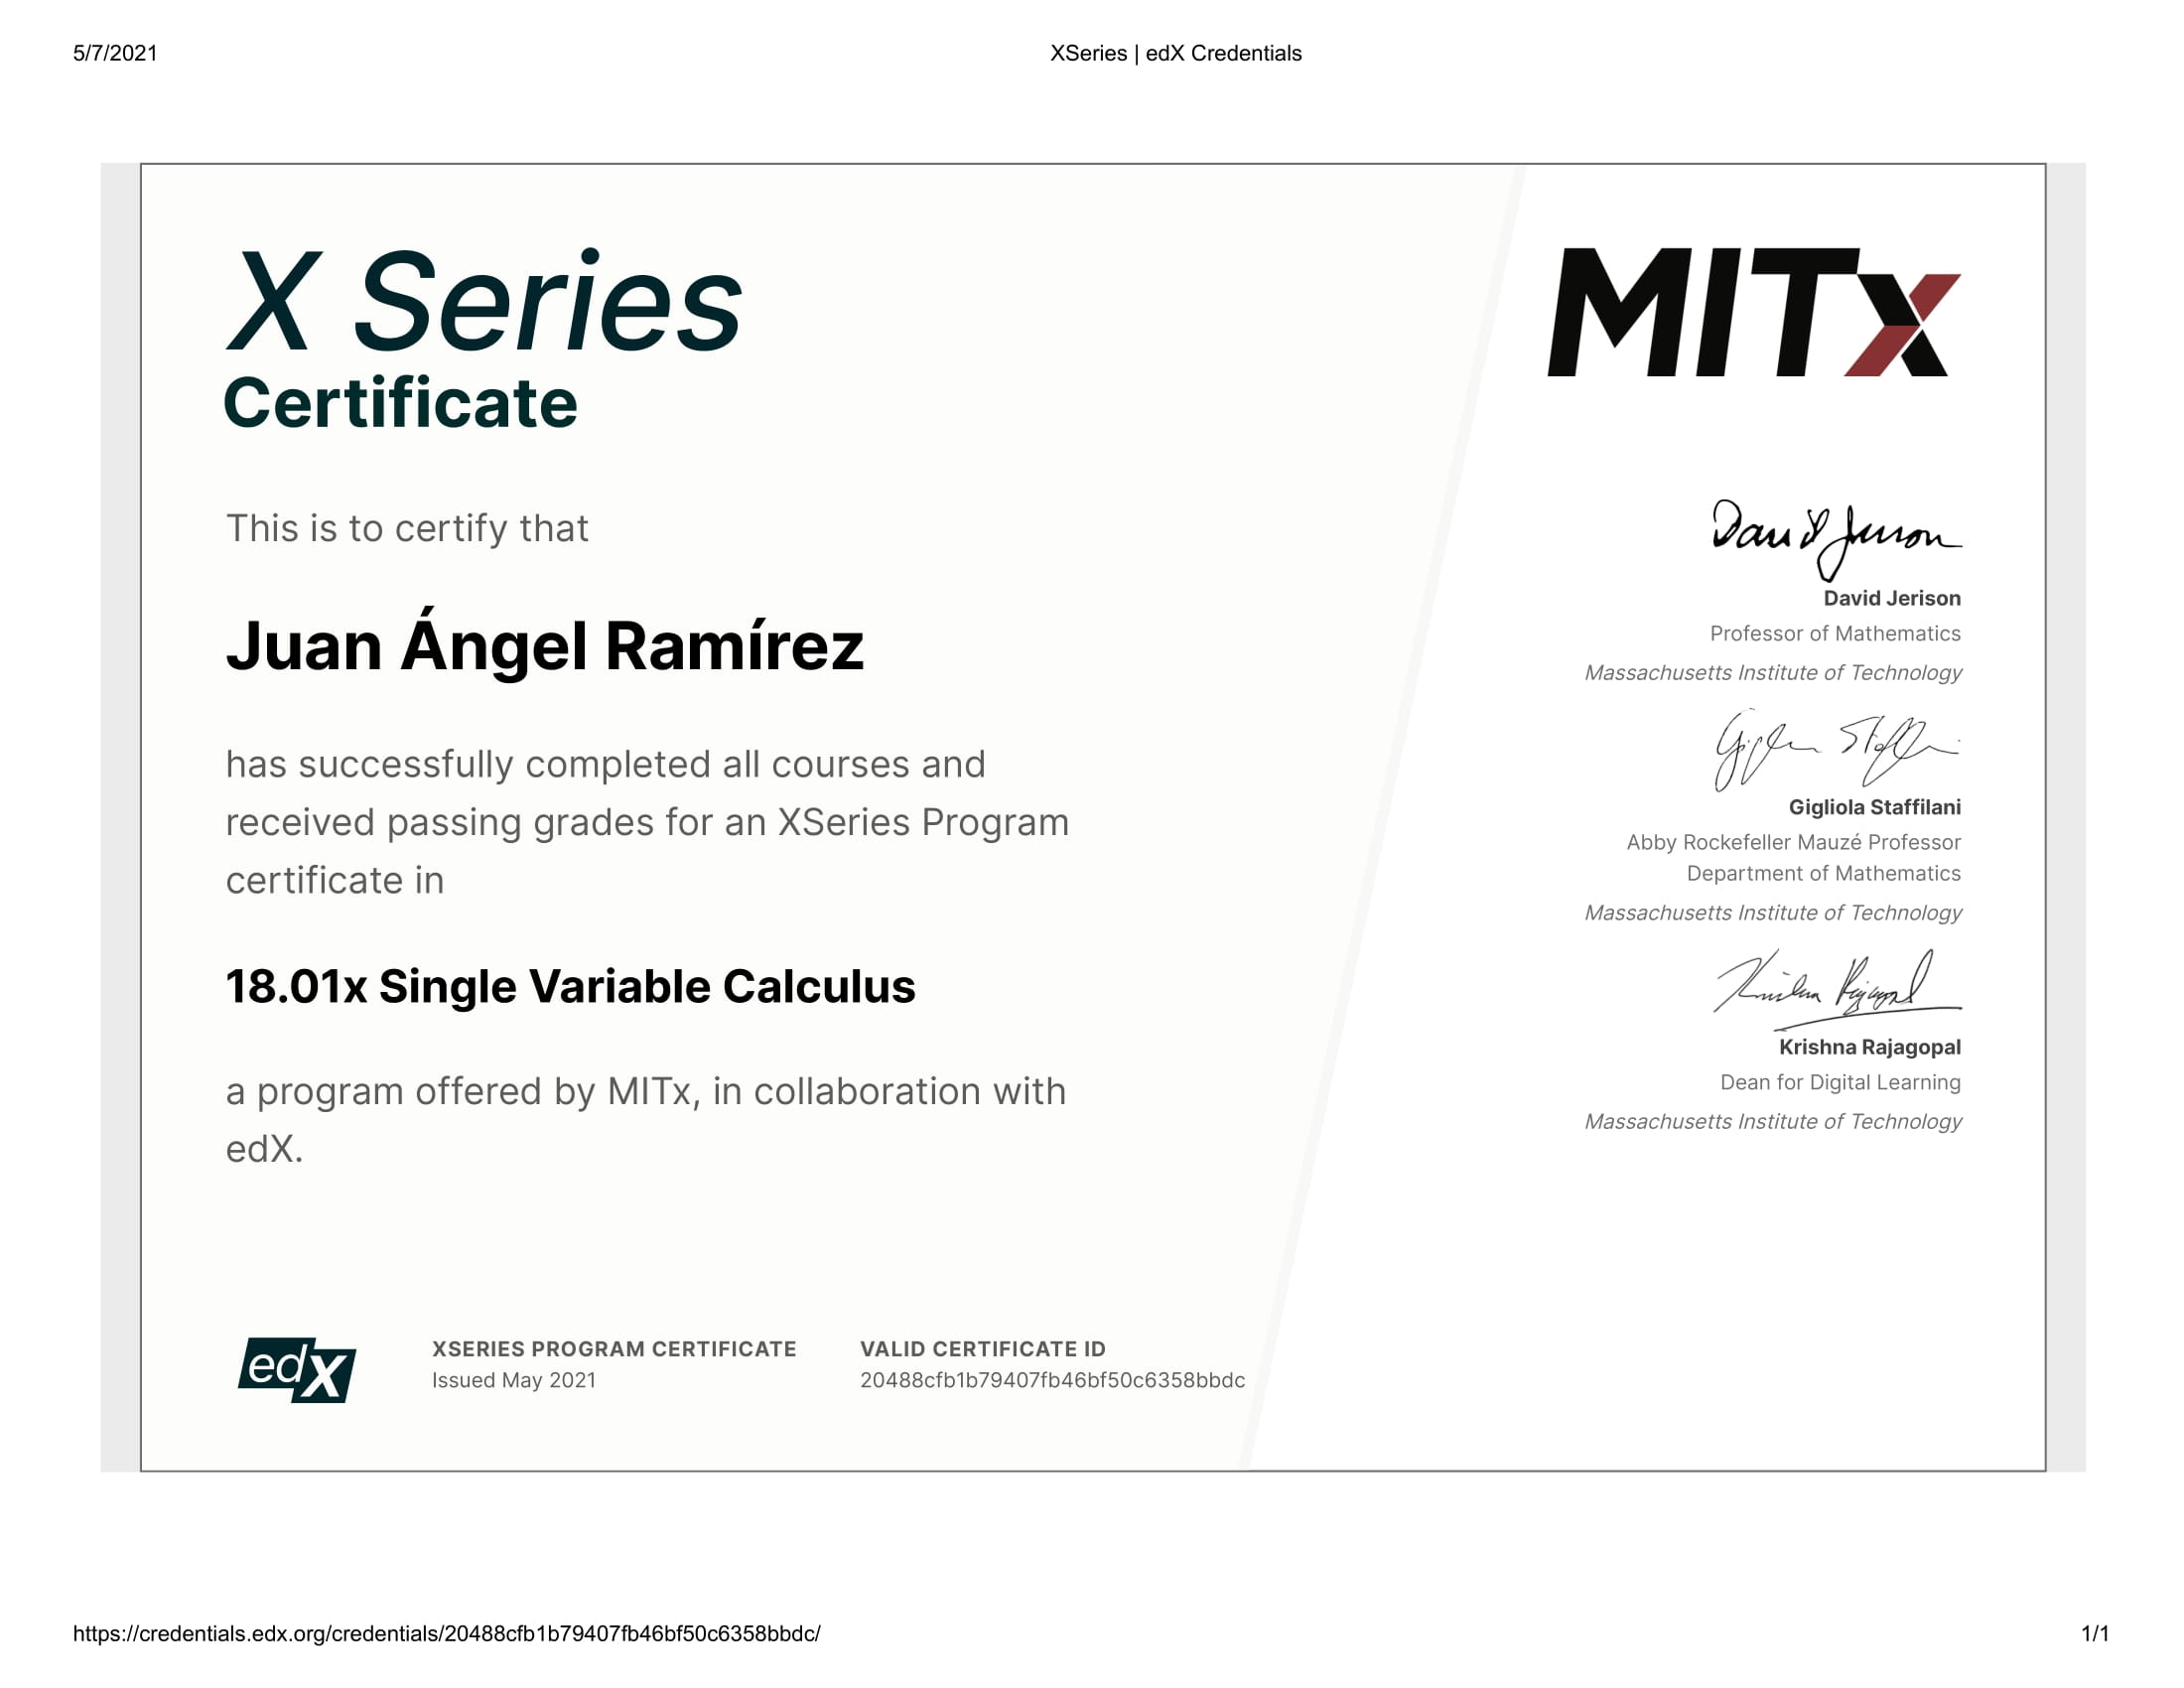 5/7/2021
XSeries | edX Credentials
X Series
Certificate
This is to certify that
Juan Ángel Ramírez
has successfully completed all courses and
received passing grades for an XSeries Program
certificate in
18.01x Single Variable Calculus
a program offered by MITx, in collaboration with
edX.
edX
XSERIES PROGRAM CERTIFICATE
Issued May 2021
VALID CERTIFICATE ID
20488cfb1b79407fb46bf50c6358bbdc
MITx
David Jerison
David Jerison
Professor of Mathematics
Massachusetts Institute of Technology
Gigliola Staffilani
Abby Rockefeller Mauzé Professor
Department of Mathematics
Massachusetts Institute of Technology
Krishna Rajagopal
Krishna Rajagopal
Dean for Digital Learning
Massachusetts Institute of Technology
https://credentials.edx.org/credentials/20488cfb1b79407fb46bf50c6358bbdc/
1/1